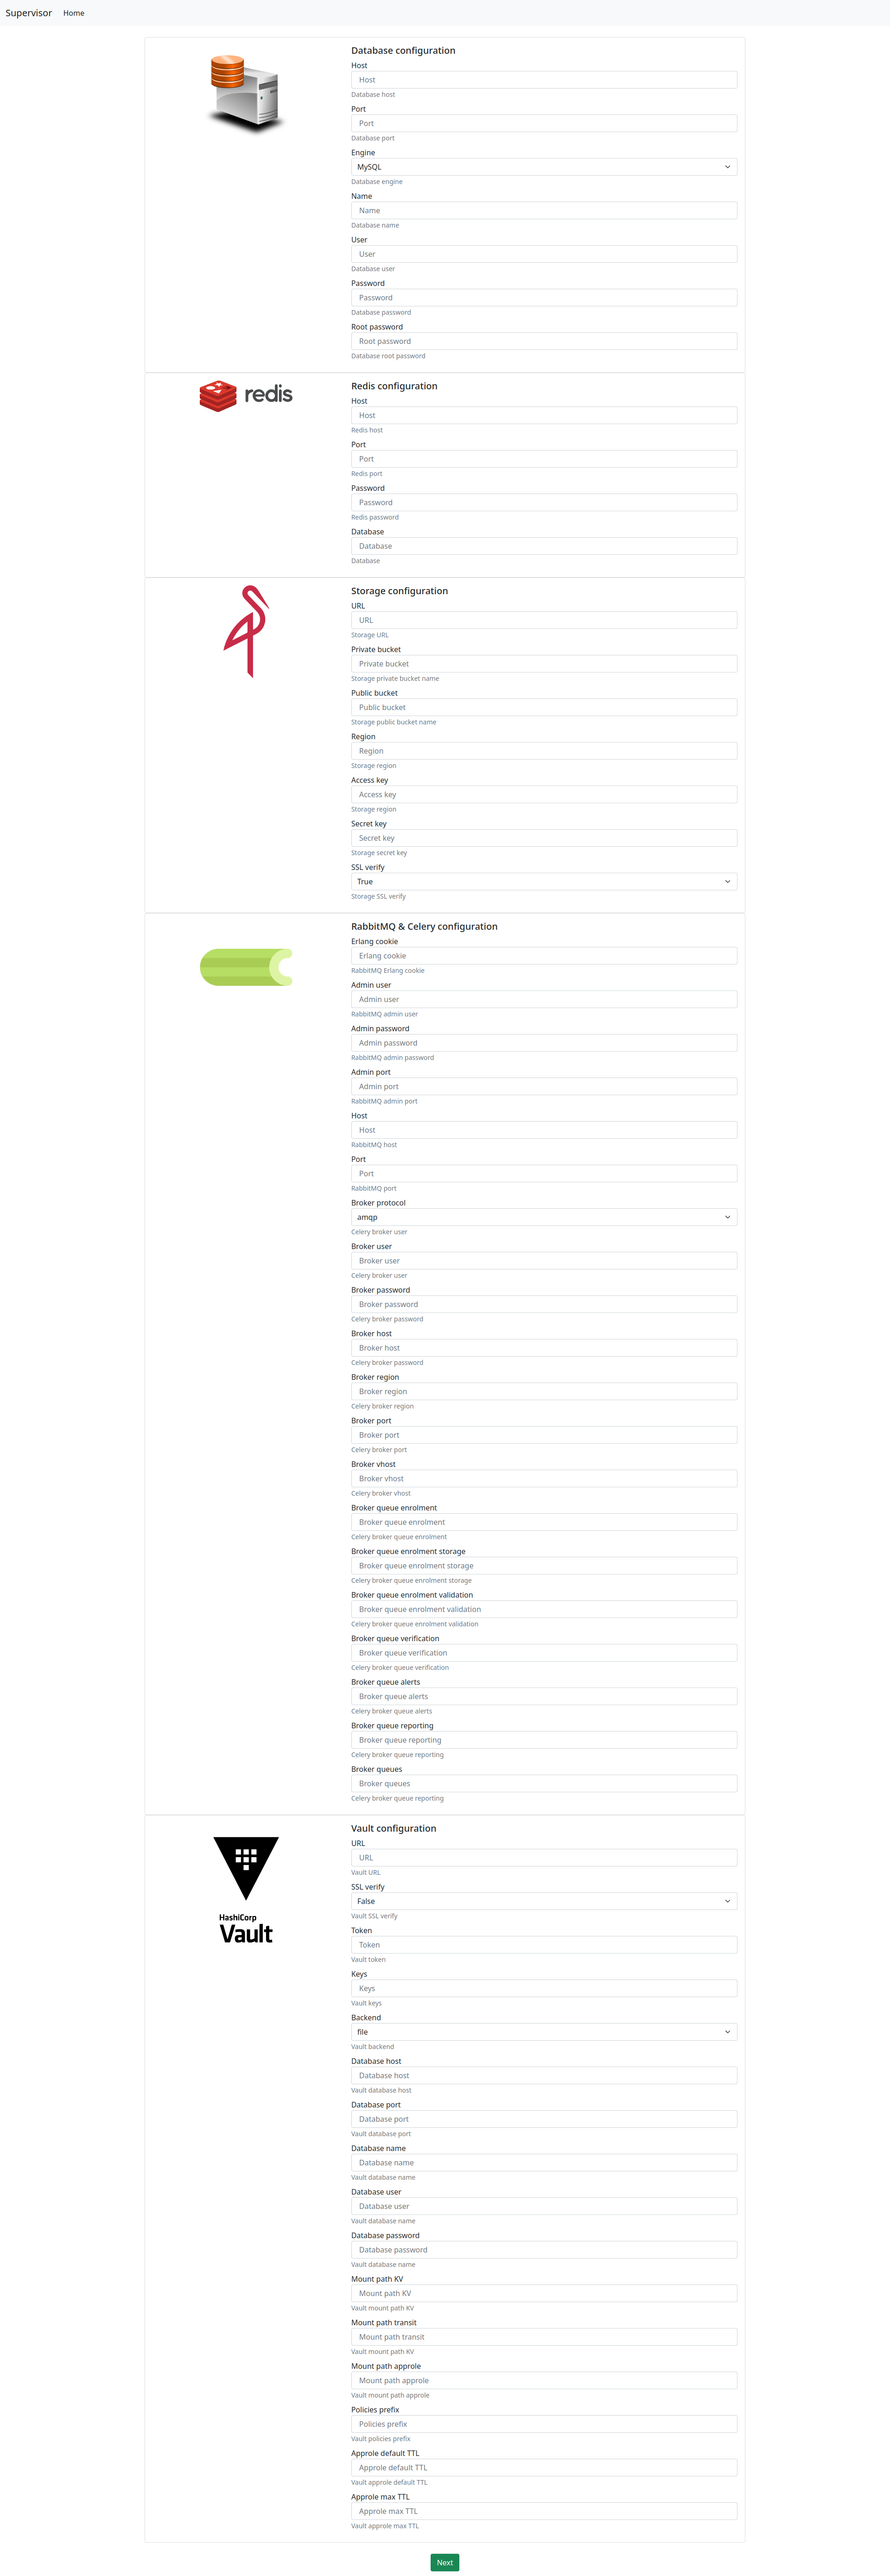 Supervisor Home
Database configuration
Host
Host
Database host
Port
Port
Database port
Engine
MySQL
Database engine
Name
Name
Database name
User
User
Database user
Password
Password
Database password
Root password
Root password
Database root password
redis
Redis configuration
Host
Host
Redis host
Port
Port
Redis port
Password
Password
Redis password
Database
Database
Database
Storage configuration
URL
URL
Storage URL
Private bucket
Private bucket
Storage private bucket name
Public bucket
Public bucket
Storage public bucket name
Region
Region
Storage region
Access key
Access key
Storage region
Secret key
Secret key
Storage secret key
SSL verify
True
Storage SSL verify
RabbitMQ & Celery configuration
Erlang cookie
Erlang cookie
RabbitMQ Erlang cookie
Admin user
Admin user
RabbitMQ admin user
Admin password
Admin password
RabbitMQ admin password
Admin port
Admin port
RabbitMQ admin port
Host
Host
RabbitMQ host
Port
Port
RabbitMQ port
Broker protocol
amqp
Celery broker user
Broker user
Broker user
Celery broker user
Broker password
Broker password
Celery broker password
Broker host
Broker host
Celery broker password
Broker region
Broker region
Celery broker region
Broker port
Broker port
Celery broker port
Broker vhost
Broker vhost
Celery broker vhost
Broker queue enrolment
Broker queue enrolment
Celery broker queue enrolment
Broker queue enrolment storage
Broker queue enrolment storage
Celery broker queue enrolment storage
Broker queue enrolment validation
Broker queue enrolment validation
Celery broker queue enrolment validation
Broker queue verification
Broker queue verification
Celery broker queue verification
Broker queue alerts
Broker queue alerts
Celery broker queue alerts
Broker queue reporting
Broker queue reporting
Celery broker queue reporting
Broker queues
Broker queues
Celery broker queue reporting
HashiCorp
Vault
Vault configuration
URL
URL
Vault URL
SSL verify
False
Vault SSL verify
Token
Token
Vault token
Keys
Keys
Vault keys
Backend
file
Vault backend
Database host
Database host
Vault database host
Database port
Database port
Vault database port
Database name
Database name
Vault database name
Database user
Database user
Vault database name
Database password
Database password
Vault database name
Mount path KV
Mount path KV
Vault mount path KV
Mount path transit
Mount path transit
Vault mount path KV
Mount path approle
Mount path approle
Vault mount path approle
Policies prefix
Policies prefix
Vault policies prefix
Approle default TTL
Approle default TTL
Vault approle default TTL
Approle max TTL
Approle max TTL
Vault approle max TTL
Next